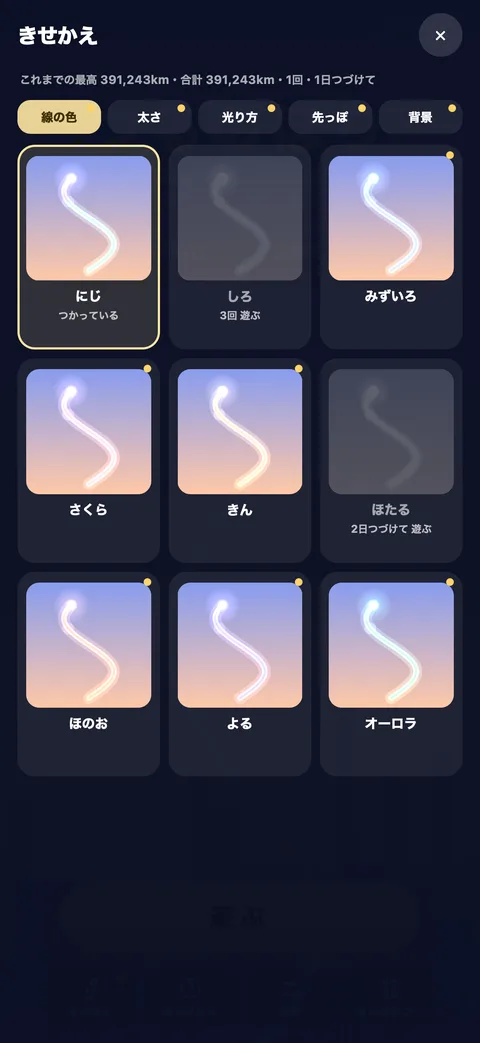 きせかえ
×
これまでの最高 391,243km・合計 391,243km・1回・1日つづけて
線の色
太さ
光り方
先っぽ
背景
にじ
つかっている
しろ
3回 遊ぶ
みずいろ
さくら
きん
ほたる
2日つづけて 遊ぶ
ほのお
よる
オーロラ